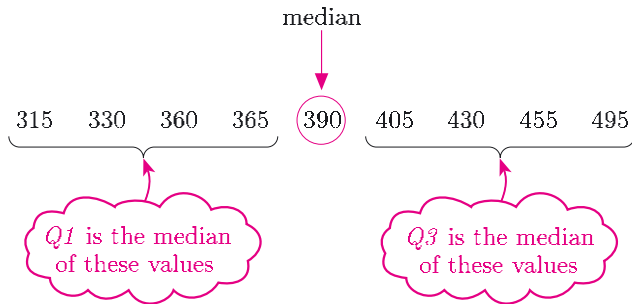 median
315 330 360 365 390 405 430 455 495
Q1 is the median
of these values
Q3 is the median
of these values